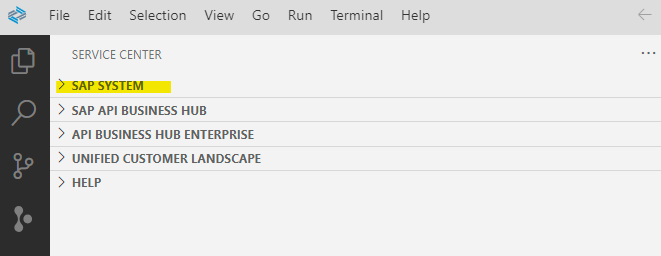 File Edit Selection View Go Run Terminal Help
SERVICE CENTER
SAP SYSTEM
SAP API BUSINESS HUB
API BUSINESS HUB ENTERPRISE
UNIFIED CUSTOMER LANDSCAPE
HELP